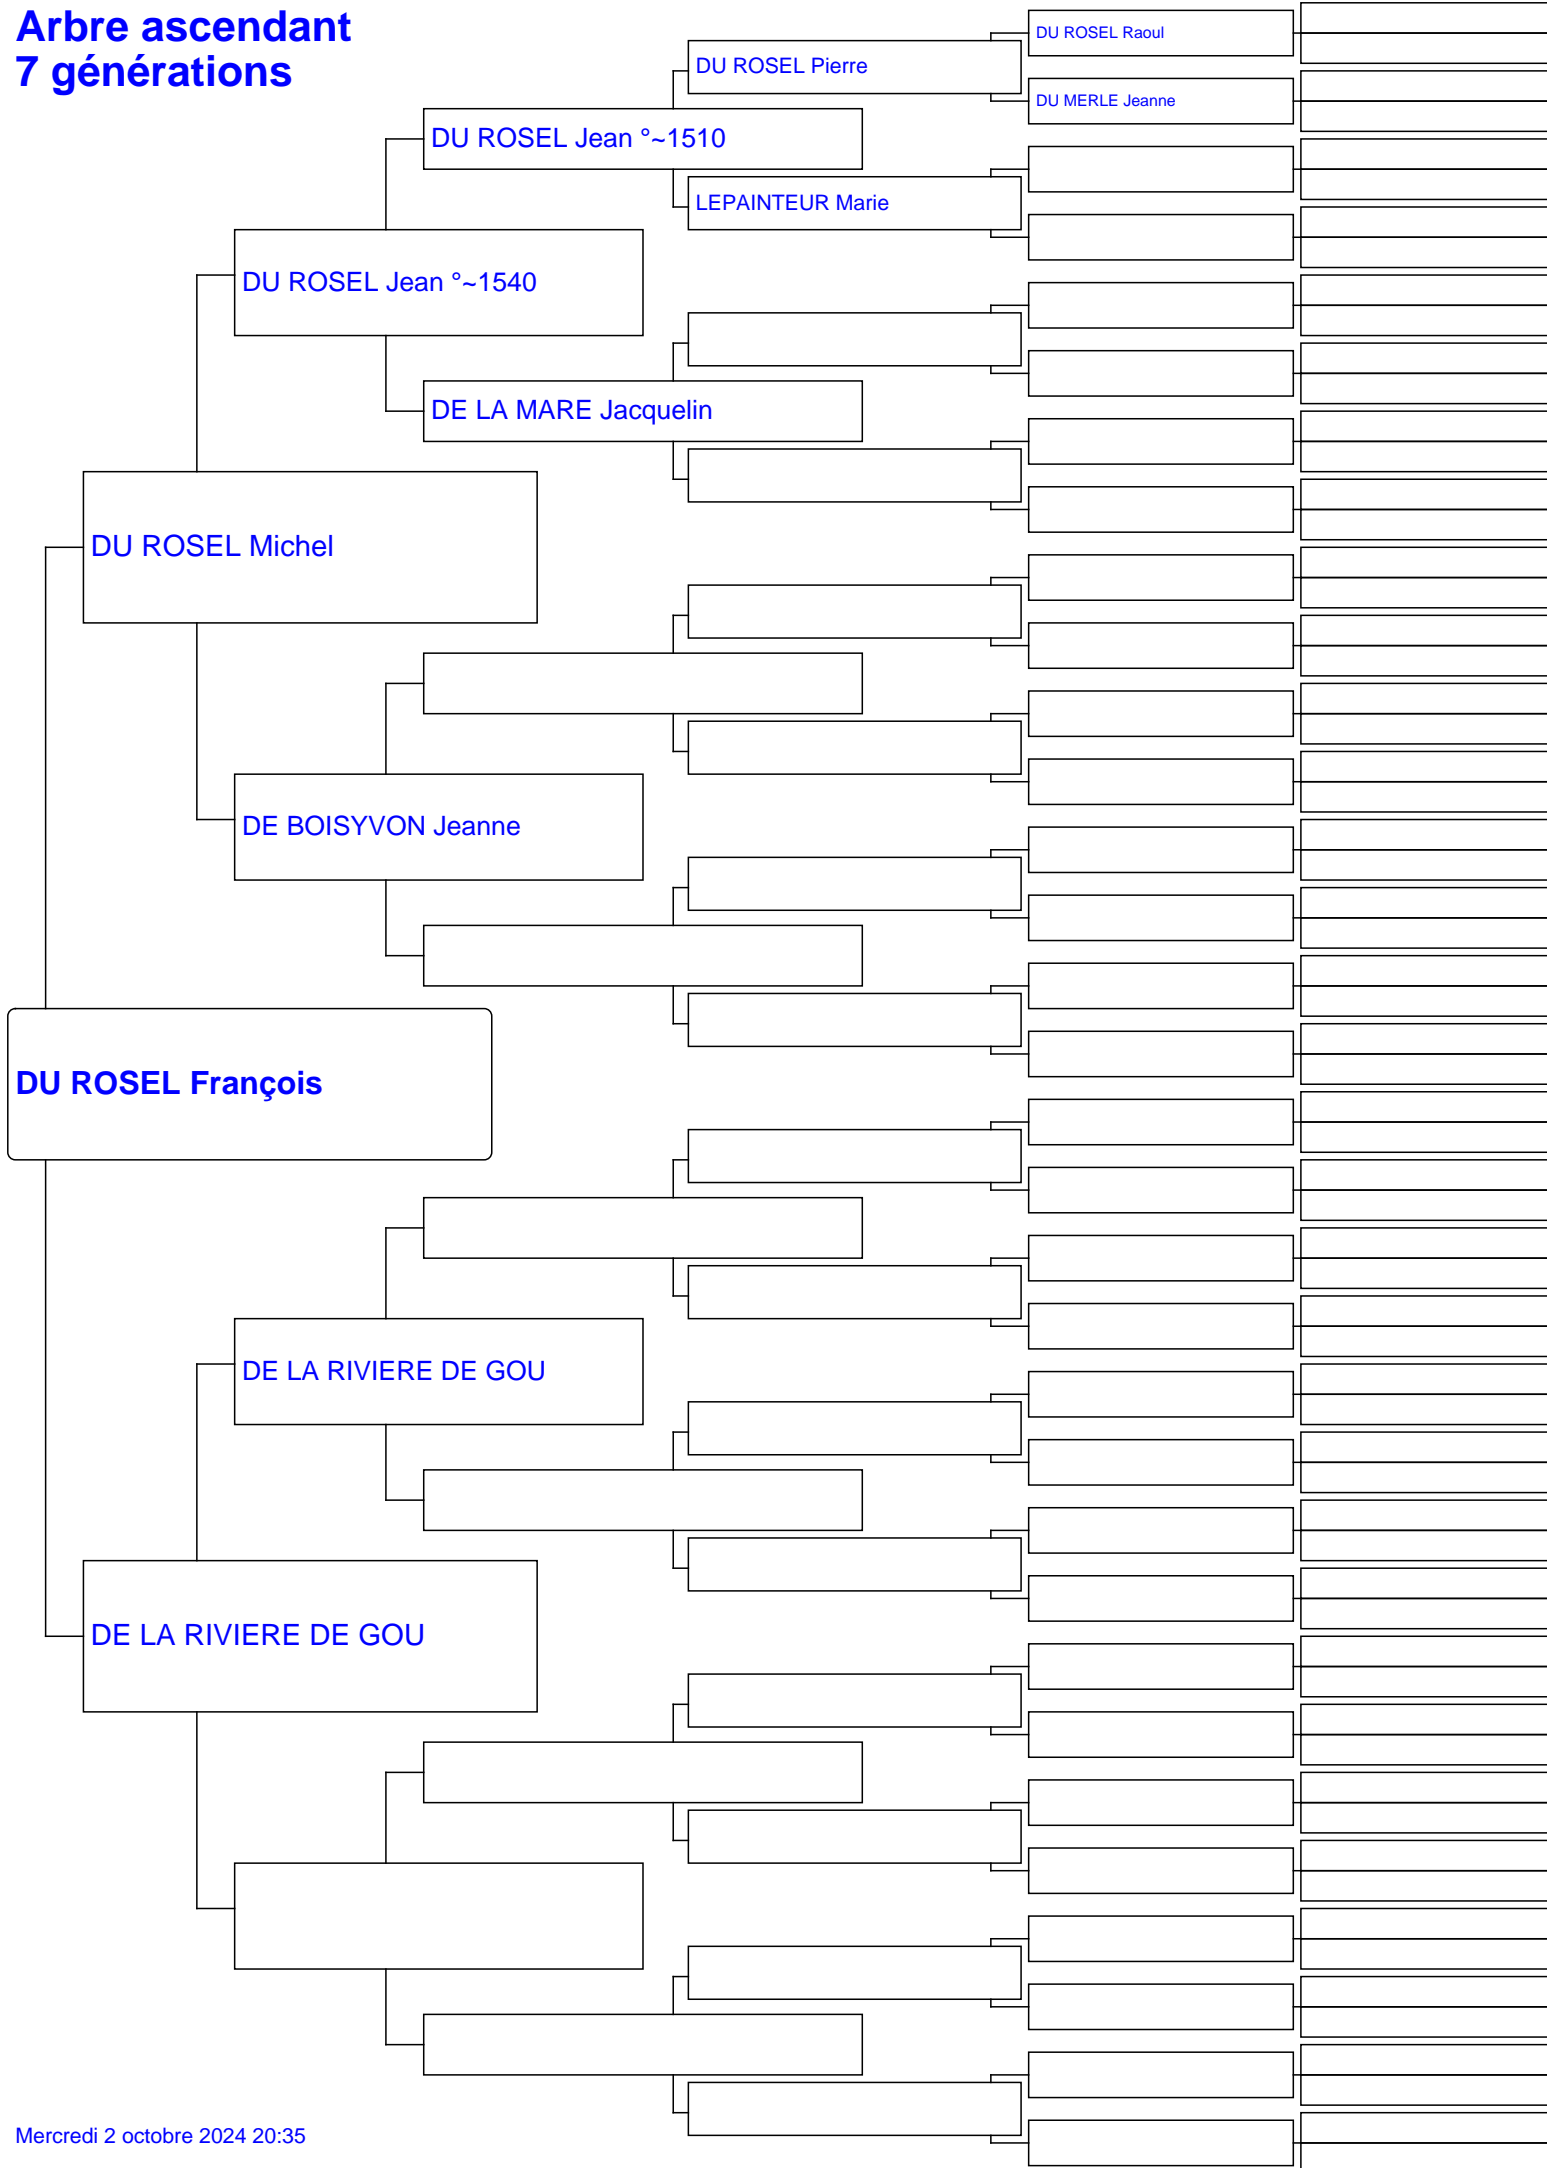 Arbre ascendant
7 générations
DU ROSEL Raoul
DU ROSEL Pierre
DU MERLE Jeanne
DU ROSEL Jean °~1510
LEPAINTEUR Marie
DU ROSEL Jean °~1540
DE LA MARE Jacquelin
DU ROSEL Michel
DE BOISYVON Jeanne
DU ROSEL François
DE LA RIVIERE DE GOU
DE LA RIVIERE DE GOU
Mercredi 2 octobre 2024 20:35